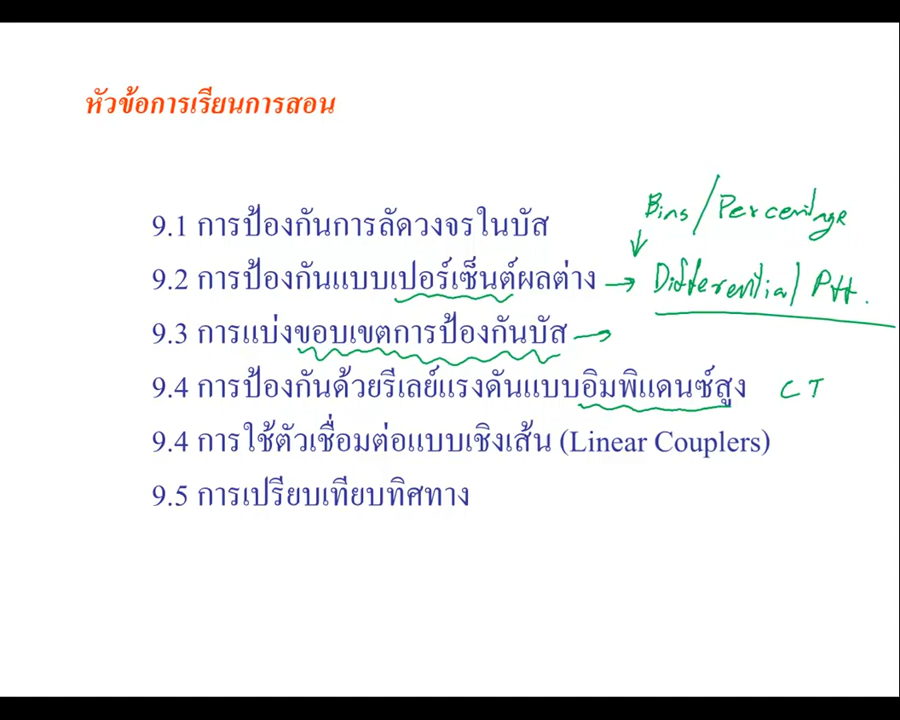 หัวข้อการเรียนการสอน
9.1 การป้องกันการลัดวงจรในบัส
Bias / Percentage
9.2 การป้องกันแบบเปอร์เซ็นต์ผลต่าง → Differential Ptt.
9.3 การแบ่งขอบเขตการป้องกันบัส →
9.4 การป้องกันด้วยรีเลย์แรงดันแบบอิมพิแดนซ์สูง CT
9.4 การใช้ตัวเชื่อมต่อแบบเชิงเส้น (Linear Couplers)
9.5 การเปรียบเทียบทิศทาง